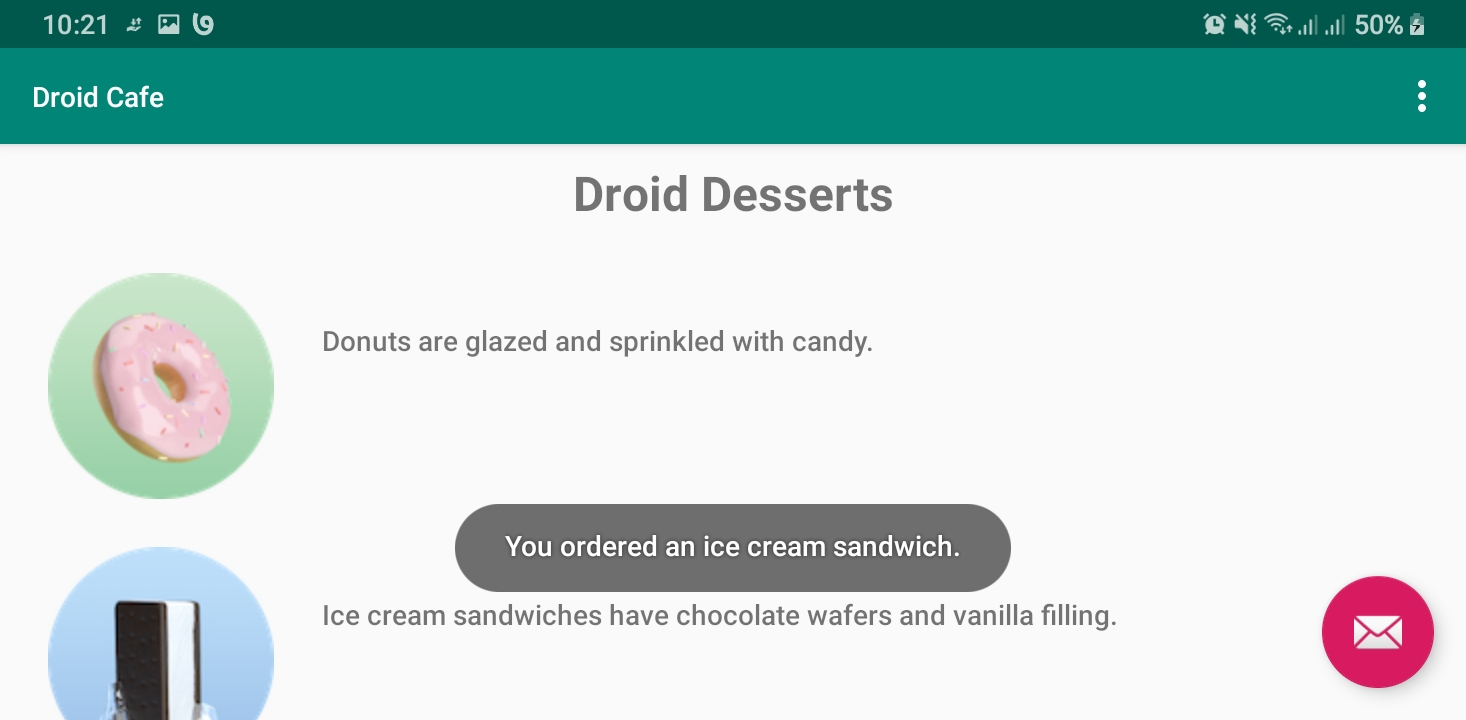 10:21 50%
Droid Cafe
Droid Desserts
Donuts are glazed and sprinkled with candy.
You ordered an ice cream sandwich.
Ice cream sandwiches have chocolate wafers and vanilla filling.